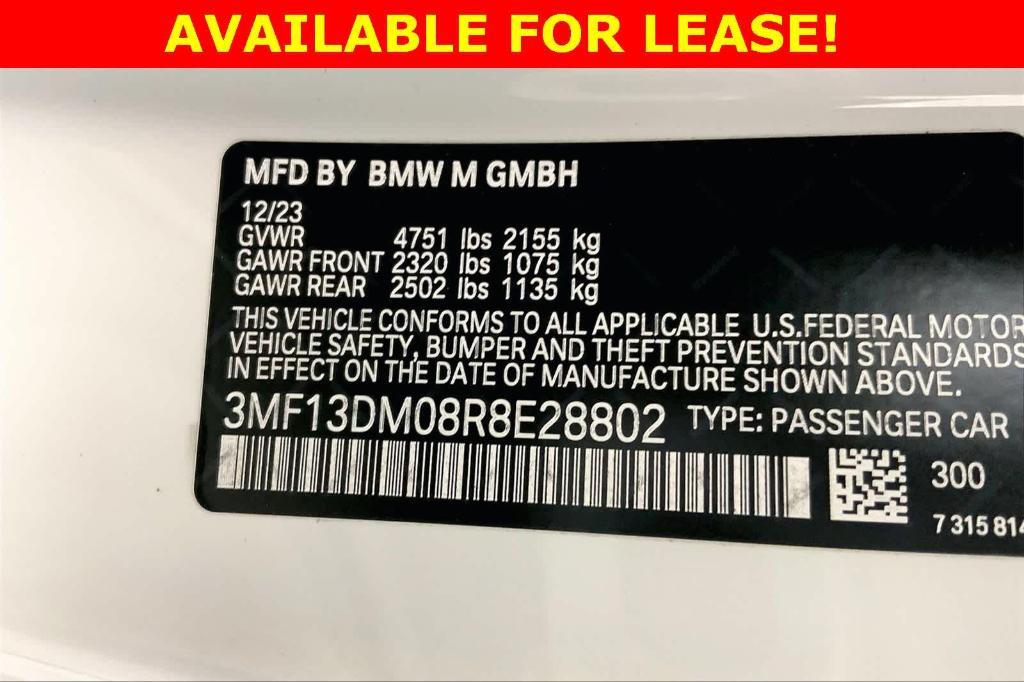 AVAILABLE FOR LEASE!
MFD BY BMW M GMBH
12/23
GVWR 4751 lbs 2155 kg
GAWR FRONT 2320 lbs 1075 kg
GAWR REAR 2502 lbs 1135 kg
THIS VEHICLE CONFORMS TO ALL APPLICABLE U.S.FEDERAL MOTOR
VEHICLE SAFETY, BUMPER AND THEFT PREVENTION STANDARDS
IN EFFECT ON THE DATE OF MANUFACTURE SHOWN ABOVE.
3MF13DM08R8E28802 TYPE: PASSENGER CAR
300
7 315 814